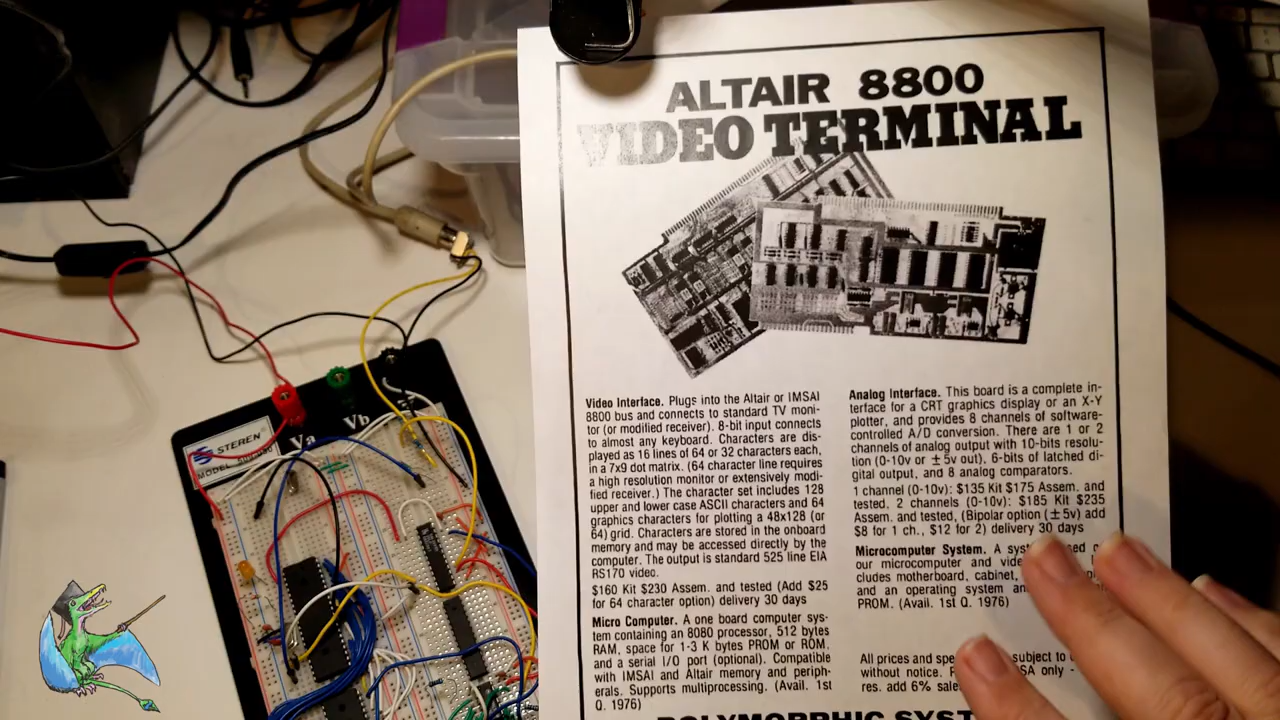 ALTAIR 8800
VIDEO TERMINAL
Video Interface. Plugs into the Altair or IMSAI
8800 bus and connects to standard TV moni-
tor (or modified receiver). 8-bit input connects
to almost any keyboard. Characters are dis-
played as 16 lines of 64 or 32 characters each,
in a 7x9 dot matrix. (64 character line requires
a high resolution monitor or extensively modi-
fied receiver.) The character set includes 128
upper and lower case ASCII characters and 64
graphics characters for plotting a 48x128 (or
64) grid. Characters are stored in the onboard
memory and may be accessed directly by the
computer. The output is standard 525 line EIA
RS170 video.
$160 Kit $230 Assem. and tested (Add $25
for 64 character option) delivery 30 days
Micro Computer. A one board computer sys-
tem containing an 8080 processor, 512 bytes
RAM, space for 1-3 K bytes PROM or ROM,
and a serial I/O port (optional). Compatible
with IMSAI and Altair memory and periph-
erals. Supports multiprocessing. (Avail. 1st
Q. 1976)
Analog Interface. This board is a complete in-
terface for a CRT graphics display or an X-Y
plotter, and provides 8 channels of software-
controlled A/D conversion. There are 1 or 2
channels of analog output with 10-bits resolu-
tion (0-10v or ± 5v out), 6-bits of latched di-
gital output, and 8 analog comparators.
1 channel (0-10v): $135 Kit $175 Assem. and
tested. 2 channels (0-10v): $185 Kit $235
Assem. and tested, (Bipolar option (± 5v) add
$8 for 1 ch., $12 for 2) delivery 30 days
Microcomputer System. A
our microcomputer and
cludes motherboard, cabinet,
and an operating system
PROM. (Avail. 1st Q. 1976)
All prices and subject to
without notice. only -
res. add 6%
POLYMORPHIC
STEREN
MODEL
Va
Vb